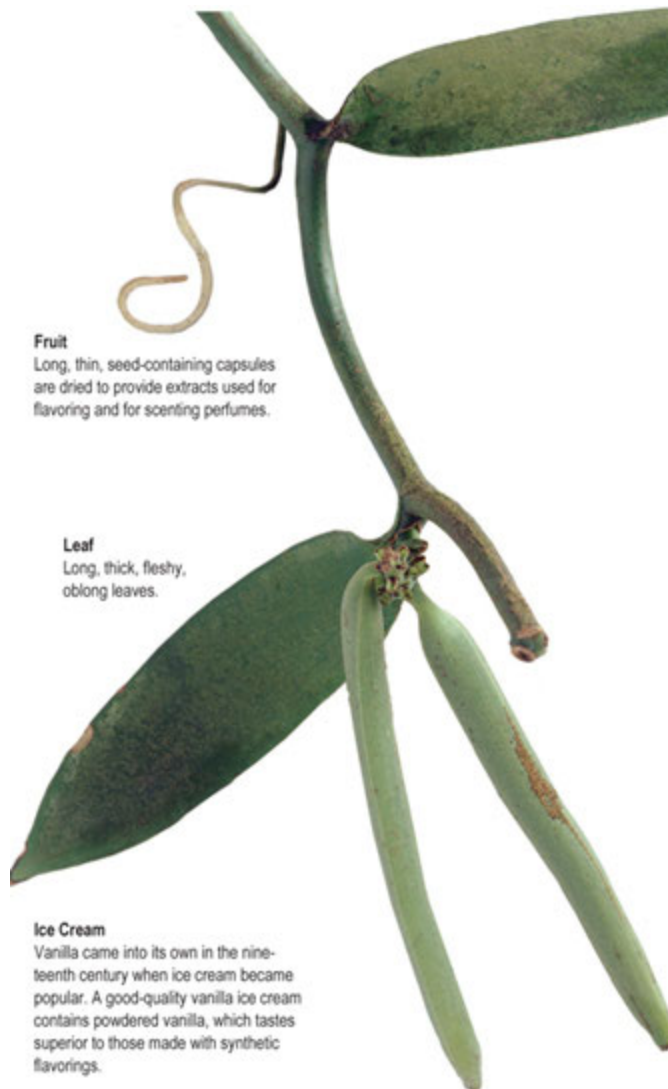 Fruit
Long, thin, seed-containing capsules
are dried to provide extracts used for
flavoring and for scenting perfumes.
Leaf
Long, thick, fleshy,
oblong leaves.
Ice Cream
Vanilla came into its own in the nine-
teenth century when ice cream became
popular. A good-quality vanilla ice cream
contains powdered vanilla, which tastes
superior to those made with synthetic
flavorings.